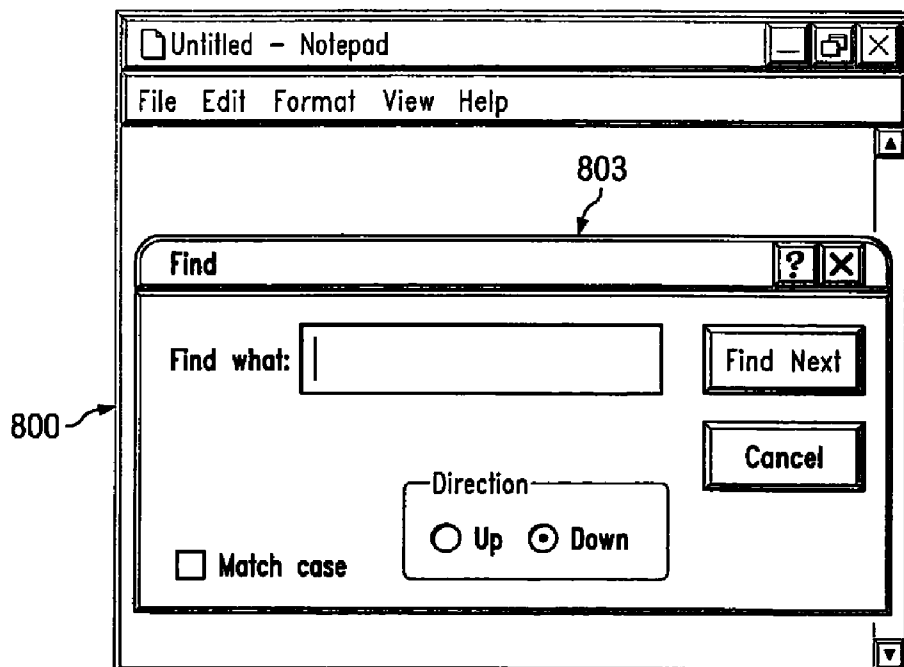 Untitled - Notepad
File Edit Format View Help
803
Find
?
Find what:
Find Next
800
Cancel
Direction
Up
Down
Match case